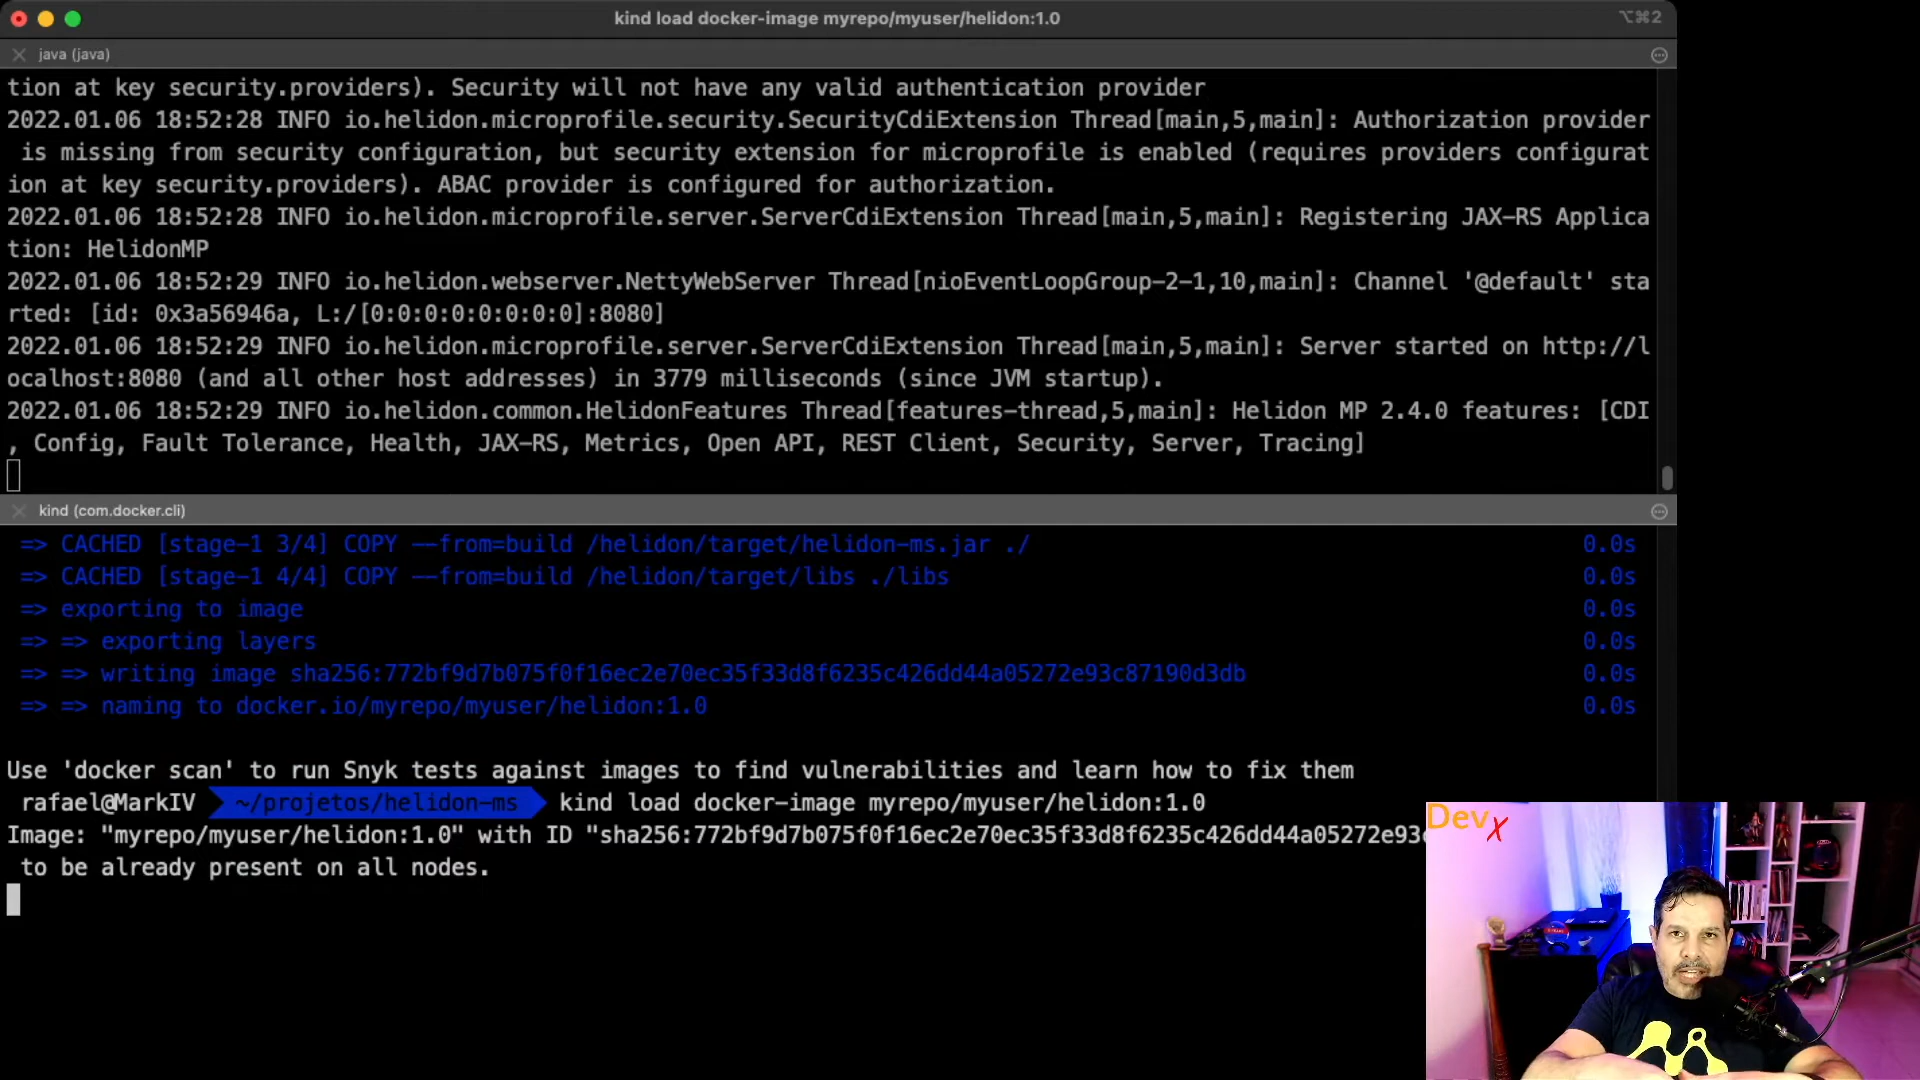 kind load docker-image myrepo/myuser/helidon:1.0
⌥⌘2
java (java)
tion at key security.providers). Security will not have any valid authentication provider
2022.01.06 18:52:28 INFO io.helidon.microprofile.security.SecurityCdiExtension Thread[main,5,main]: Authorization provider
is missing from security configuration, but security extension for microprofile is enabled (requires providers configurat
ion at key security.providers). ABAC provider is configured for authorization.
2022.01.06 18:52:28 INFO io.helidon.microprofile.server.ServerCdiExtension Thread[main,5,main]: Registering JAX-RS Applica
tion: HelidonMP
2022.01.06 18:52:29 INFO io.helidon.webserver.NettyWebServer Thread[nioEventLoopGroup-2-1,10,main]: Channel '@default' sta
rted: [id: 0x3a56946a, L:/[0:0:0:0:0:0:0:0]:8080]
2022.01.06 18:52:29 INFO io.helidon.microprofile.server.ServerCdiExtension Thread[main,5,main]: Server started on http://l
ocalhost:8080 (and all other host addresses) in 3779 milliseconds (since JVM startup).
2022.01.06 18:52:29 INFO io.helidon.common.HelidonFeatures Thread[features-thread,5,main]: Helidon MP 2.4.0 features: [CDI
, Config, Fault Tolerance, Health, JAX-RS, Metrics, Open API, REST Client, Security, Server, Tracing]
kind (com.docker.cli)
=> CACHED [stage-1 3/4] COPY --from=build /helidon/target/helidon-ms.jar ./ 0.0s
=> CACHED [stage-1 4/4] COPY --from=build /helidon/target/libs ./libs 0.0s
=> exporting to image 0.0s
=> => exporting layers 0.0s
=> => writing image sha256:772bf9d7b075f0f16ec2e70ec35f33d8f6235c426dd44a05272e93c87190d3db 0.0s
=> => naming to docker.io/myrepo/myuser/helidon:1.0 0.0s
Use 'docker scan' to run Snyk tests against images to find vulnerabilities and learn how to fix them
rafael@MarkIV ~/projetos/helidon-ms kind load docker-image myrepo/myuser/helidon:1.0
Image: "myrepo/myuser/helidon:1.0" with ID "sha256:772bf9d7b075f0f16ec2e70ec35f33d8f6235c426dd44a05272e93
to be already present on all nodes.
DevX